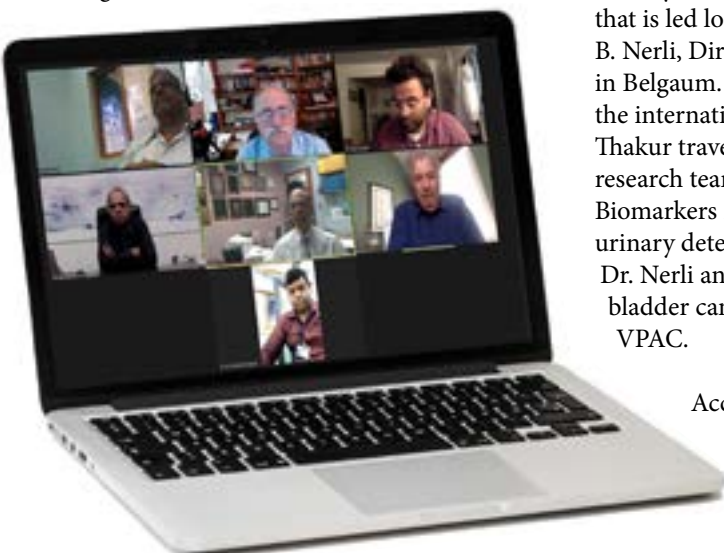 that is led lo
B. Nerli, Dir
in Belgaum.
the internati
Thakur trave
research tear
Biomarkers
urinary dete
Dr. Nerli an
bladder can
VPAC.
Acc